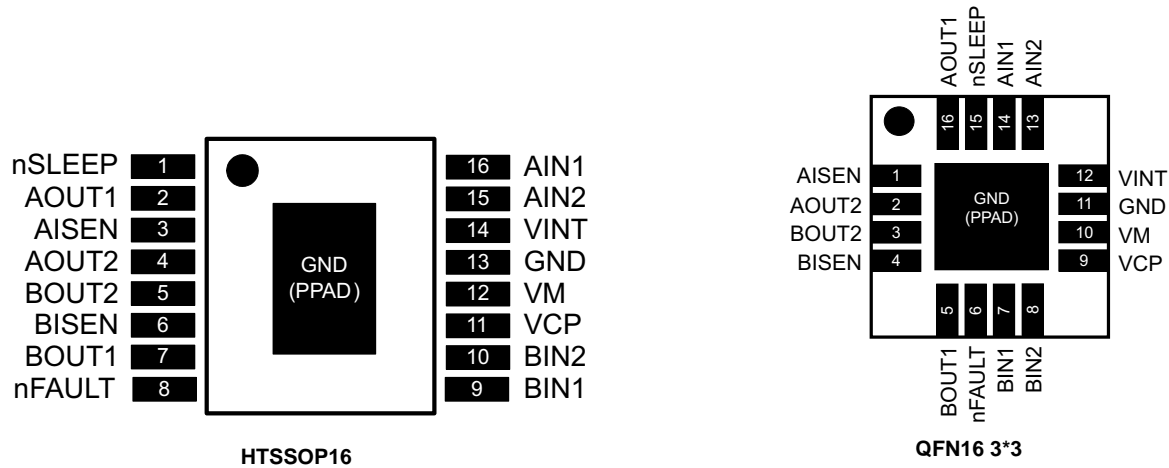 nSLEEP 1
AOUT1 2
AISEN 3
AOUT2 4
BOUT2 5
BISEN 6
BOUT1 7
nFAULT 8
GND
(PPAD)
16 AIN1
15 AIN2
14 VINT
13 GND
12 VM
11 VCP
10 BIN2
9 BIN1
HTSSOP16
AOUT1
nSLEEP
AIN1
AIN2
16
15
14
13
AISEN 1
AOUT2 2
BOUT2 3
BISEN 4
GND
(PPAD)
12 VINT
11 GND
10 VM
9 VCP
5
6
7
8
BOUT1
nFAULT
BIN1
BIN2
QFN16 3*3